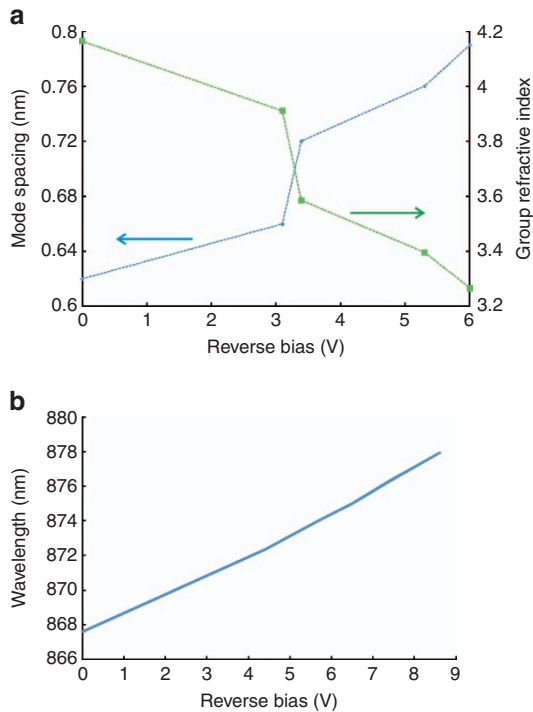 a
Mode spacing (nm)
0.8
0.76
0.72
0.68
0.64
0.6
4.2
4
3.8
3.6
3.4
3.2
Group refractive index
0 1 2 3 4 5 6
Reverse bias (V)
b
Wavelength (nm)
880
878
876
874
872
870
868
866
0 1 2 3 4 5 6 7 8 9
Reverse bias (V)